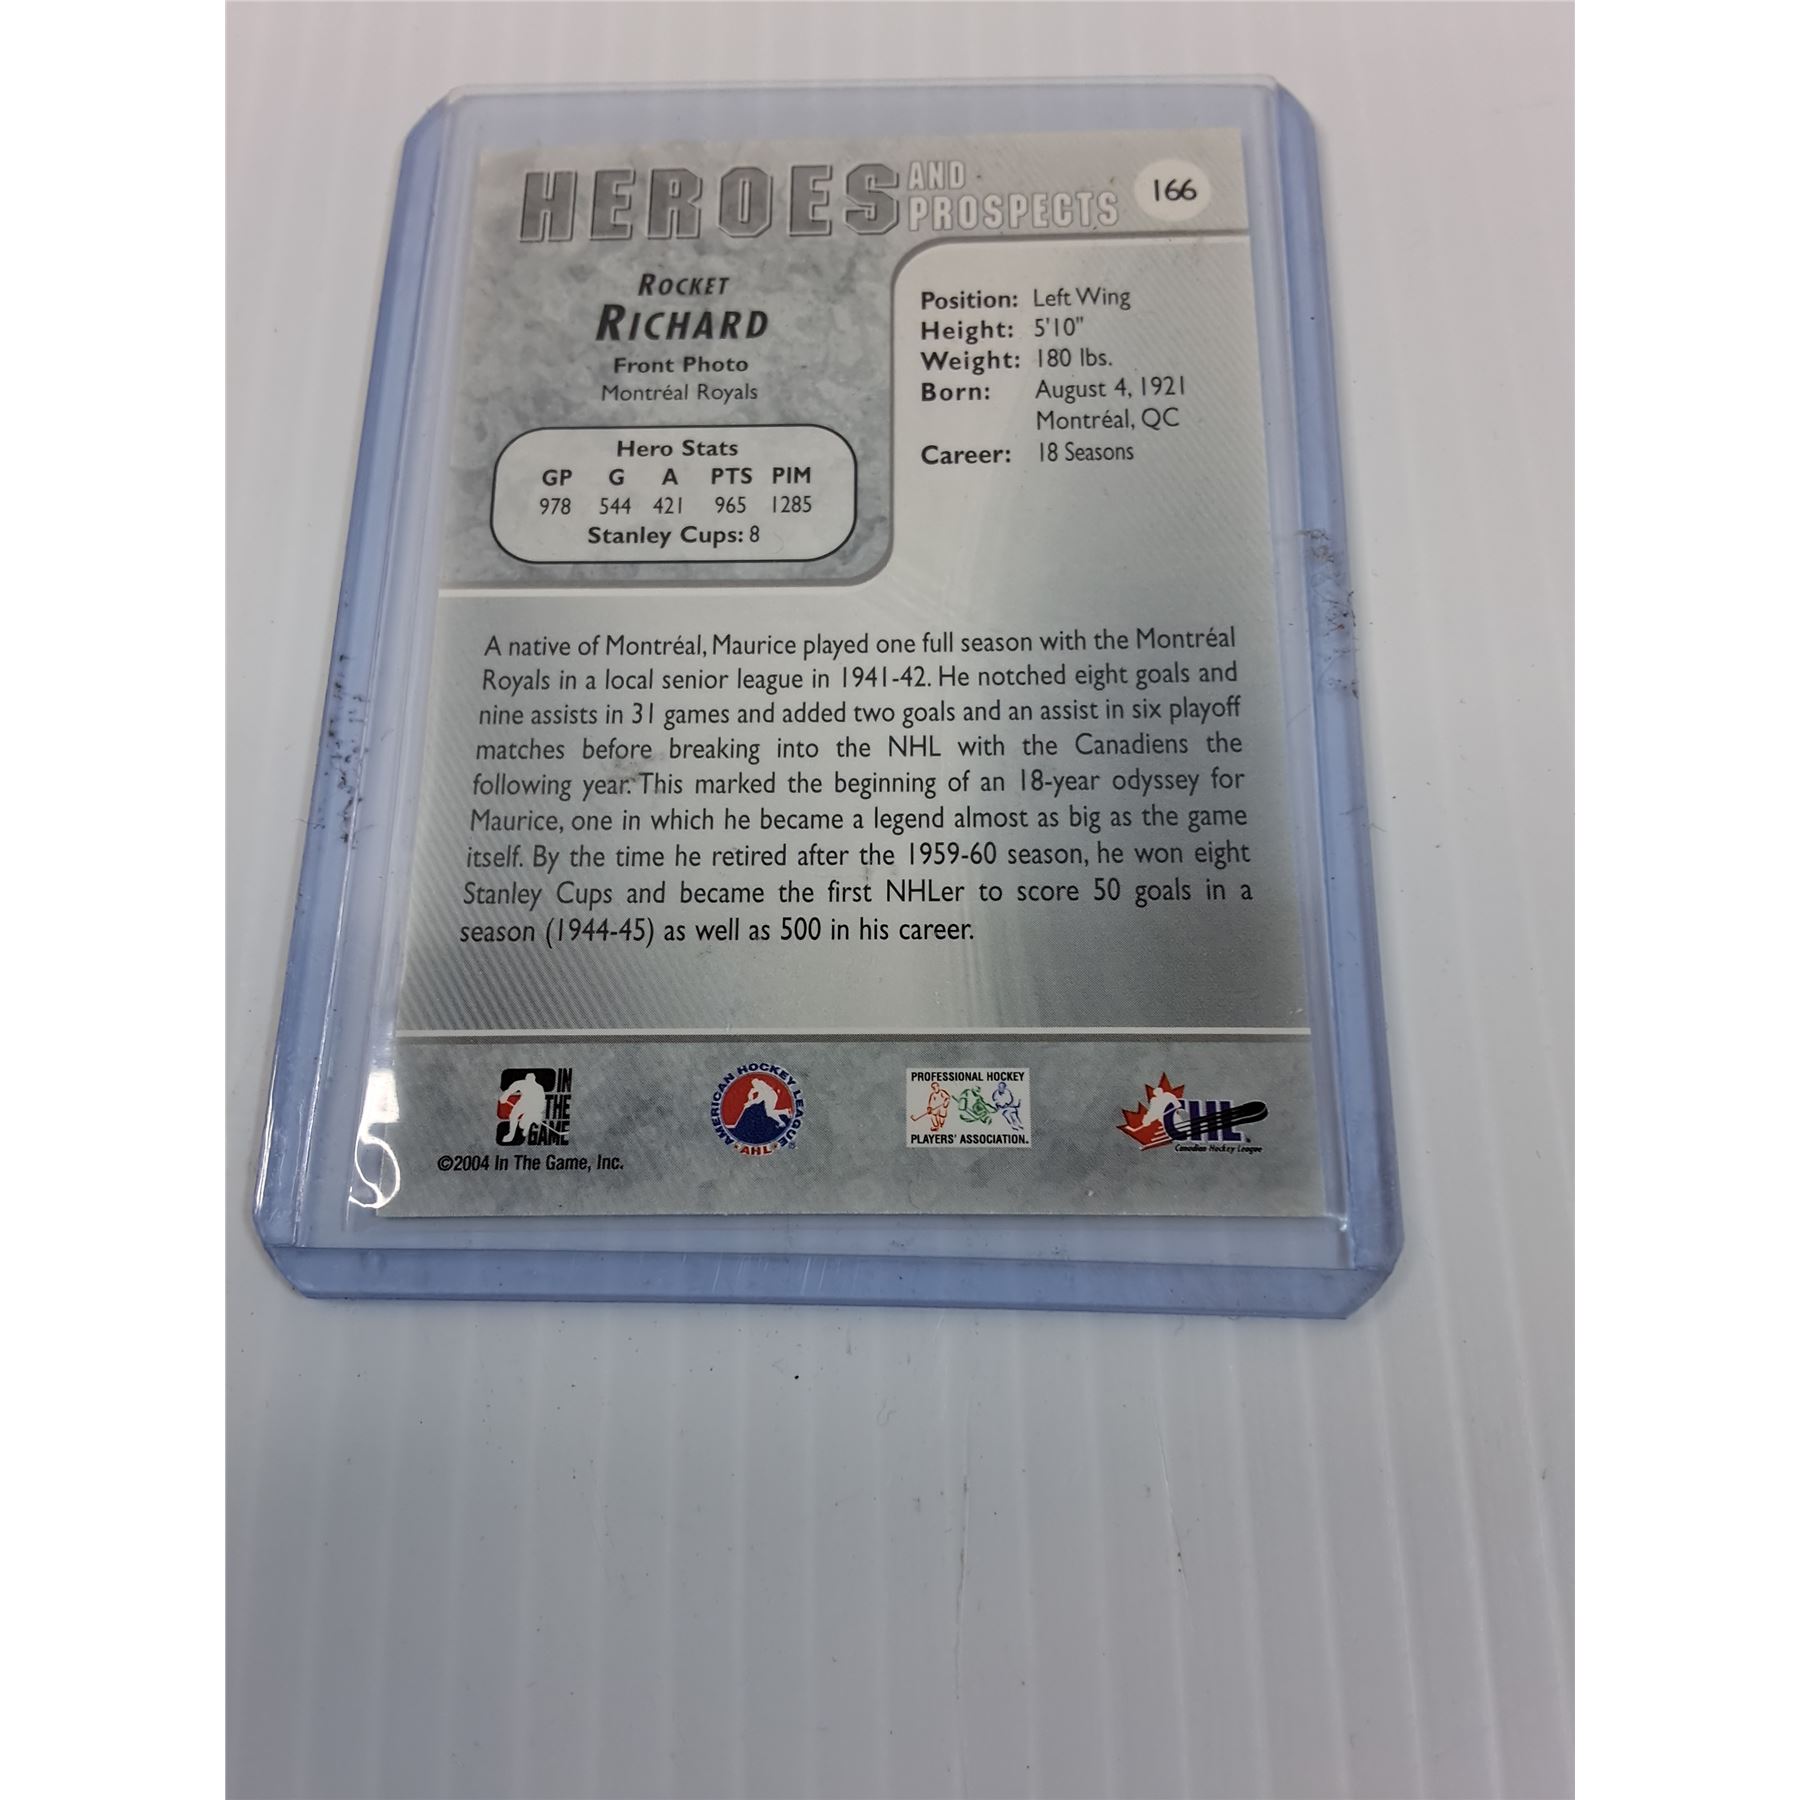 HEROES AND PROSPECTS 166
Rocket
Richard
Front Photo
Montréal Royals
Hero Stats
GP G A PTS PIM
978 544 421 965 1285
Stanley Cups: 8
Position: Left Wing
Height: 5'10"
Weight: 180 lbs.
Born: August 4, 1921
Montréal, QC
Career: 18 Seasons
A native of Montréal, Maurice played one full season with the Montréal
Royals in a local senior league in 1941-42. He notched eight goals and
nine assists in 31 games and added two goals and an assist in six playoff
matches before breaking into the NHL with the Canadiens the
following year. This marked the beginning of an 18-year odyssey for
Maurice, one in which he became a legend almost as big as the game
itself. By the time he retired after the 1959-60 season, he won eight
Stanley Cups and became the first NHLer to score 50 goals in a
season (1944-45) as well as 500 in his career.
IN
THE
GAME
©2004 In The Game, Inc.
AMERICAN HOCKEY LEAGUE
AHL
PROFESSIONAL HOCKEY
PLAYERS' ASSOCIATION.
CHL
Canadian Hockey League